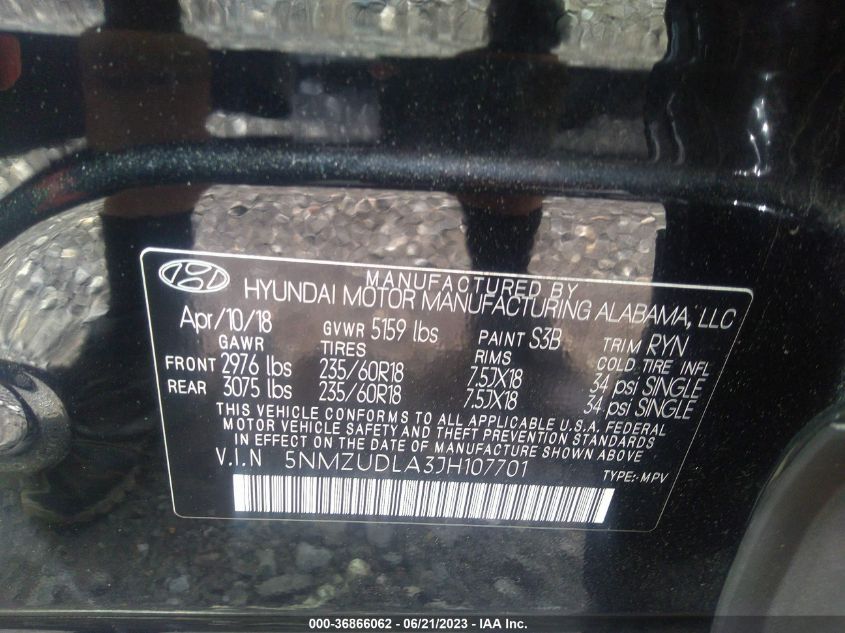 MANUFACTURED BY
HYUNDAI MOTOR MANUFACTURING ALABAMA, LLC
Apr/10/18 GVWR 5159 lbs PAINT S3B TRIM RYN
GAWR TIRES RIMS COLD TIRE INFL
FRONT 2976 lbs 235/60R18 7.5JX18 34 psi SINGLE
REAR 3075 lbs 235/60R18 7.5JX18 34 psi SINGLE
THIS VEHICLE CONFORMS TO ALL APPLICABLE U.S.A. FEDERAL
MOTOR VEHICLE SAFETY AND THEFT PREVENTION STANDARDS
IN EFFECT ON THE DATE OF MANUFACTURE SHOWN ABOVE
V.I.N 5NMZUDLA3JH107701 TYPE:-MPV
000-36866062 - 06/21/2023 - IAA Inc.